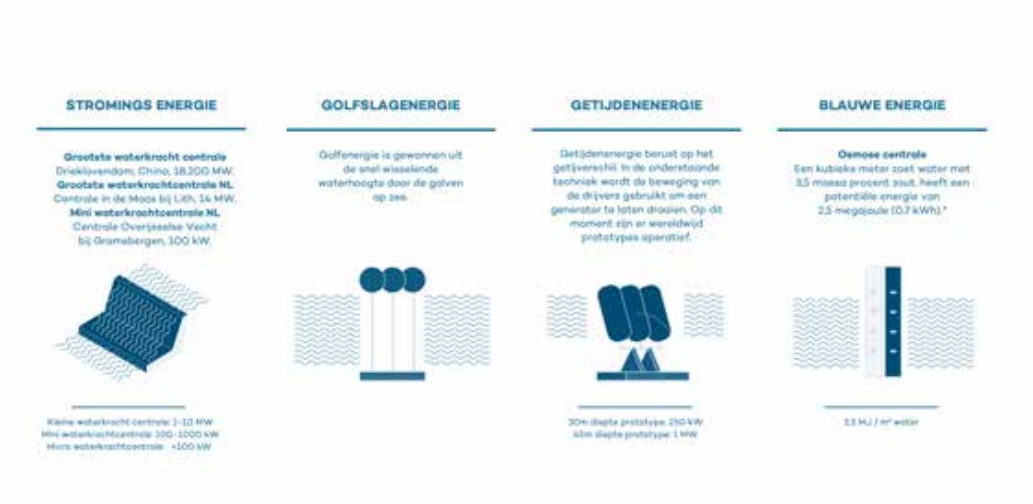 STROMINGS ENERGIE
Grootste waterkracht centrale
Drieklovendam, China, 18.200 MW.
Grootste waterkrachtcentrale NL
Centrale in de Maas bij Lith, 14 MW.
Mini waterkrachtcentrale NL
Centrale Overijsselse Vecht
bij Gramsbergen, 100 kW.
Kleine waterkracht centrale: 1-10 MW
Mini waterkrachtcentrale: 100-1000 kW
Micro waterkrachtcentrale: <100 kW
GOLFSLAGENERGIE
Golfenergie is gewonnen uit
de snel wisselende
waterhoogte door de golven
op zee.
GETIJDENENERGIE
Getijdenenergie berust op het
getijverschil. In de onderstaande
techniek wordt de beweging van
de drijvers gebruikt om een
generator te laten draaien. Op dit
moment zijn er wereldwijd
prototypes operatief.
diepte prototype: 250 kW
diepte prototype: 1 MW
BLAUWE ENERGIE
Osmose centrale
Een kubieke meter zoet water met
3,5 massa procent zout, heeft een
potentiële energie van
2,5 megajoule (0,7 kWh).*
MJ / m³ water